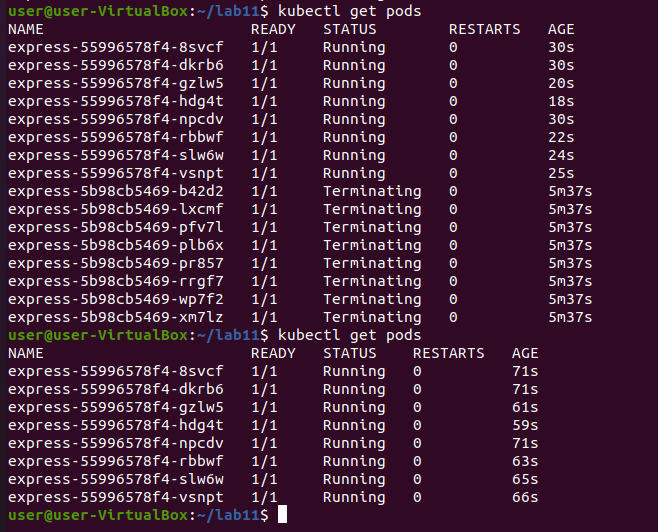 user@user-VirtualBox:~/lab11$ kubectl get pods
NAME READY STATUS RESTARTS AGE
express-55996578f4-8svcf 1/1 Running 0 30s
express-55996578f4-dkrb6 1/1 Running 0 30s
express-55996578f4-gzlw5 1/1 Running 0 20s
express-55996578f4-hdg4t 1/1 Running 0 18s
express-55996578f4-npcdv 1/1 Running 0 30s
express-55996578f4-rbbwf 1/1 Running 0 22s
express-55996578f4-slw6w 1/1 Running 0 24s
express-55996578f4-vsnpt 1/1 Running 0 25s
express-5b98cb5469-b42d2 1/1 Terminating 0 5m37s
express-5b98cb5469-lxcmf 1/1 Terminating 0 5m37s
express-5b98cb5469-pfv7l 1/1 Terminating 0 5m37s
express-5b98cb5469-plb6x 1/1 Terminating 0 5m37s
express-5b98cb5469-pr857 1/1 Terminating 0 5m37s
express-5b98cb5469-rrgf7 1/1 Terminating 0 5m37s
express-5b98cb5469-wp7f2 1/1 Terminating 0 5m37s
express-5b98cb5469-xm7lz 1/1 Terminating 0 5m37s
user@user-VirtualBox:~/lab11$ kubectl get pods
NAME READY STATUS RESTARTS AGE
express-55996578f4-8svcf 1/1 Running 0 71s
express-55996578f4-dkrb6 1/1 Running 0 71s
express-55996578f4-gzlw5 1/1 Running 0 61s
express-55996578f4-hdg4t 1/1 Running 0 59s
express-55996578f4-npcdv 1/1 Running 0 71s
express-55996578f4-rbbwf 1/1 Running 0 63s
express-55996578f4-slw6w 1/1 Running 0 65s
express-55996578f4-vsnpt 1/1 Running 0 66s
user@user-VirtualBox:~/lab11$